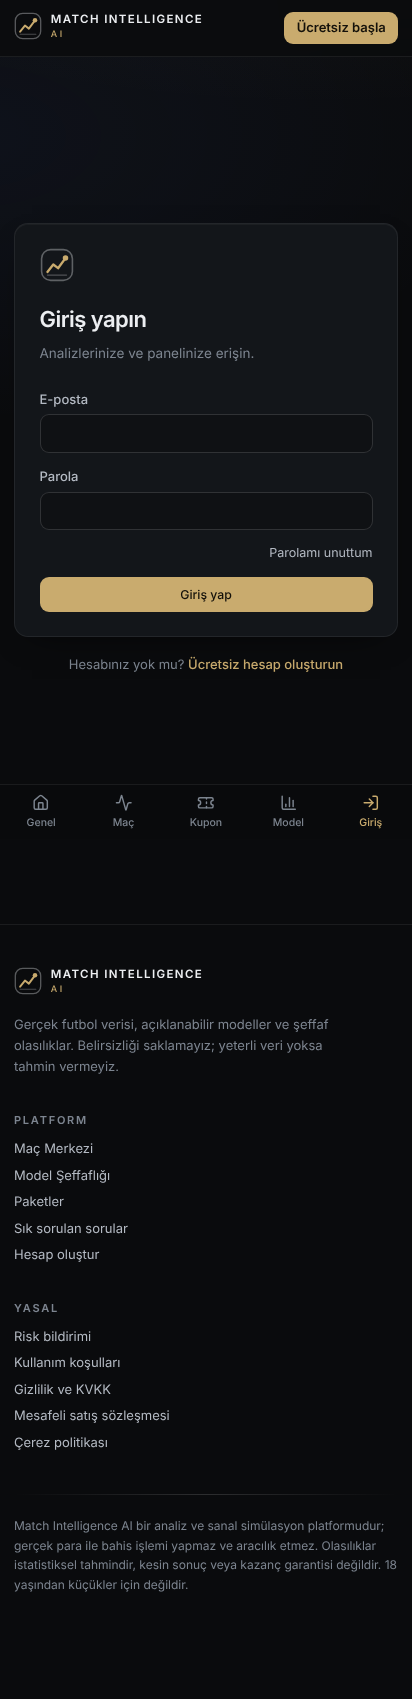 MATCH INTELLIGENCE
AI
Ücretsiz başla
Giriş yapın
Analizlerinize ve panelinize erişin.
E-posta
Parola
Parolamı unuttum
Giriş yap
Hesabınız yok mu? Ücretsiz hesap oluşturun
Genel
Maç
Kupon
Model
Giriş
MATCH INTELLIGENCE
AI
Gerçek futbol verisi, açıklanabilir modeller ve şeffaf
olasılıklar. Belirsizliği saklamayız; yeterli veri yoksa
tahmin vermeyiz.
PLATFORM
Maç Merkezi
Model Şeffaflığı
Paketler
Sık sorulan sorular
Hesap oluştur
YASAL
Risk bildirimi
Kullanım koşulları
Gizlilik ve KVKK
Mesafeli satış sözleşmesi
Çerez politikası
Match Intelligence AI bir analiz ve sanal simülasyon platformudur;
gerçek para ile bahis işlemi yapmaz ve aracılık etmez. Olasılıklar
istatistiksel tahmindir, kesin sonuç veya kazanç garantisi değildir. 18
yaşından küçükler için değildir.